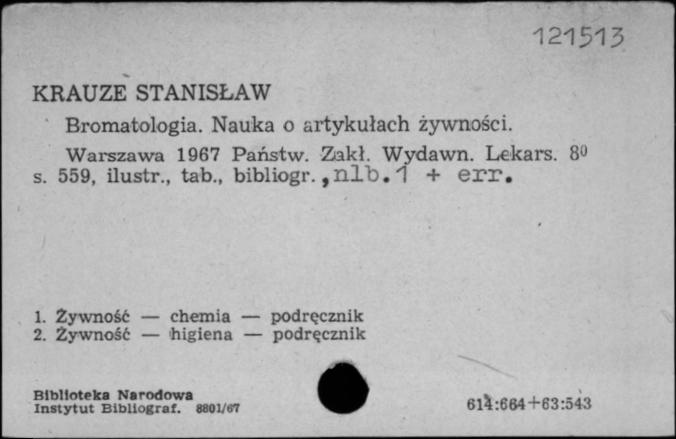 121513
KRAUZE STANISŁAW
Bromatologia. Nauka o artykułach żywności.
Warszawa 1967 Państw. Zakł. Wydawn. Lekars. 8⁰
s. 559, ilustr., tab., bibliogr.,nlb.1 + err.
1. Żywność — chemia — podręcznik
2. Żywność — higiena — podręcznik
Biblioteka Narodowa
Instytut Bibliograf. 8801/67
614:664+63:543